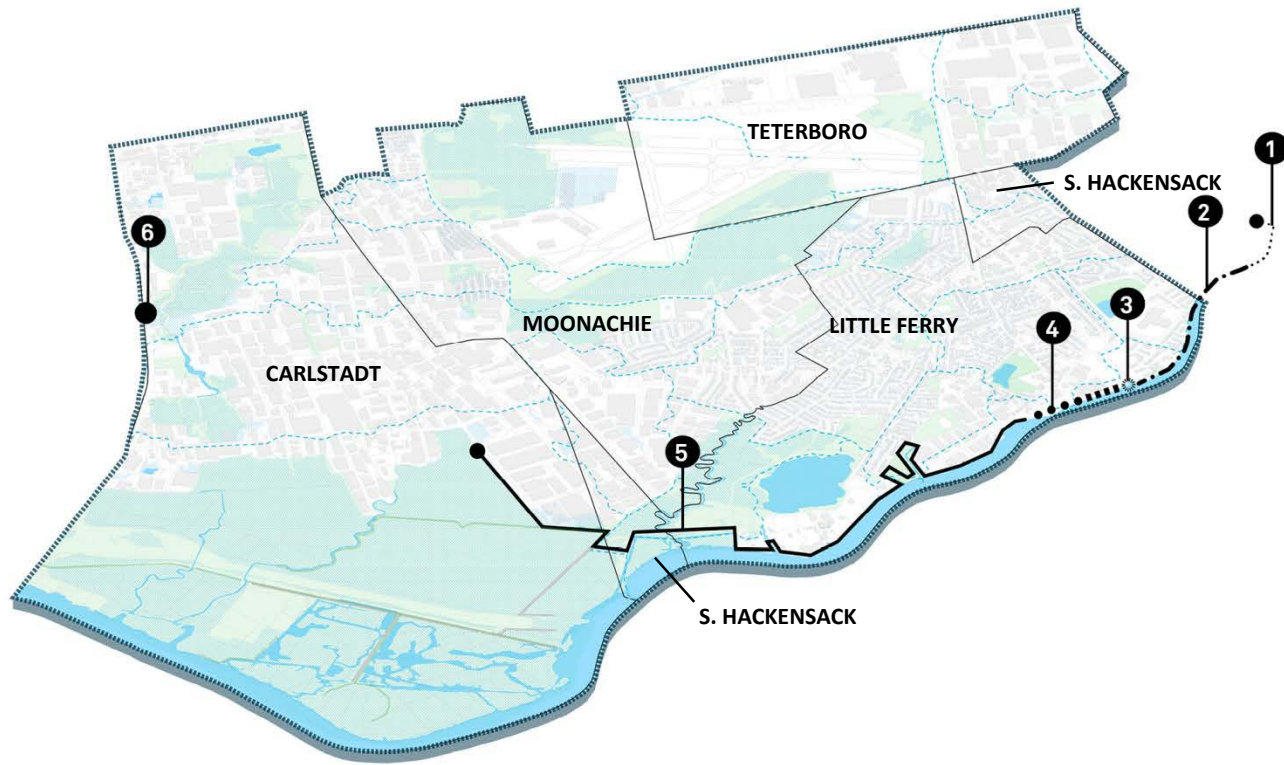 TETERBORO
1
S. HACKENSACK
2
6
3
MOONACHIE
LITTLE FERRY
4
CARLSTADT
5
S. HACKENSACK